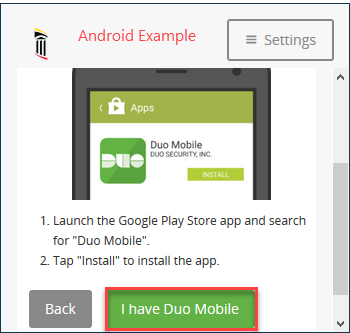 Android Example
≡ Settings
‹ Apps
DUO
Duo Mobile
DUO SECURITY, INC.
INSTALL
1. Launch the Google Play Store app and search
for "Duo Mobile".
2. Tap "Install" to install the app.
Back
I have Duo Mobile